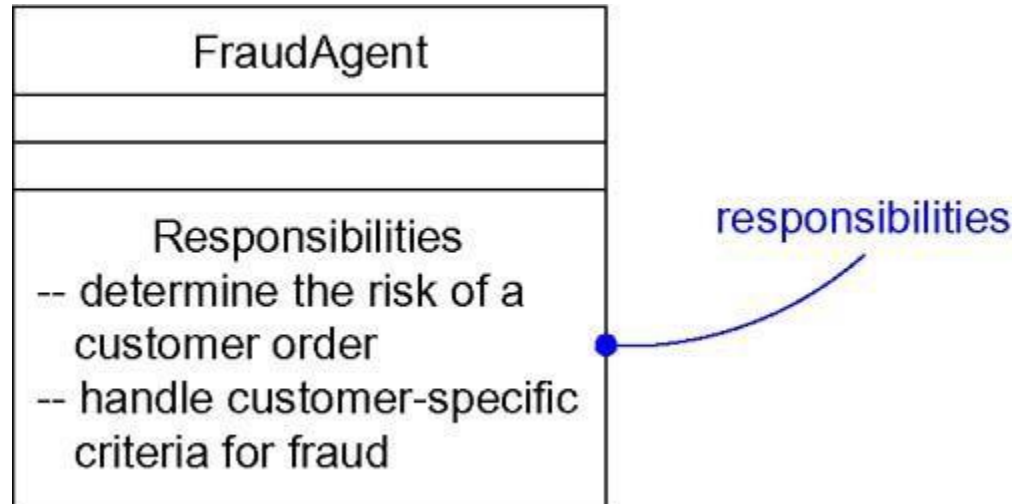 FraudAgent
Responsibilities
-- determine the risk of a
customer order
-- handle customer-specific
criteria for fraud
responsibilities